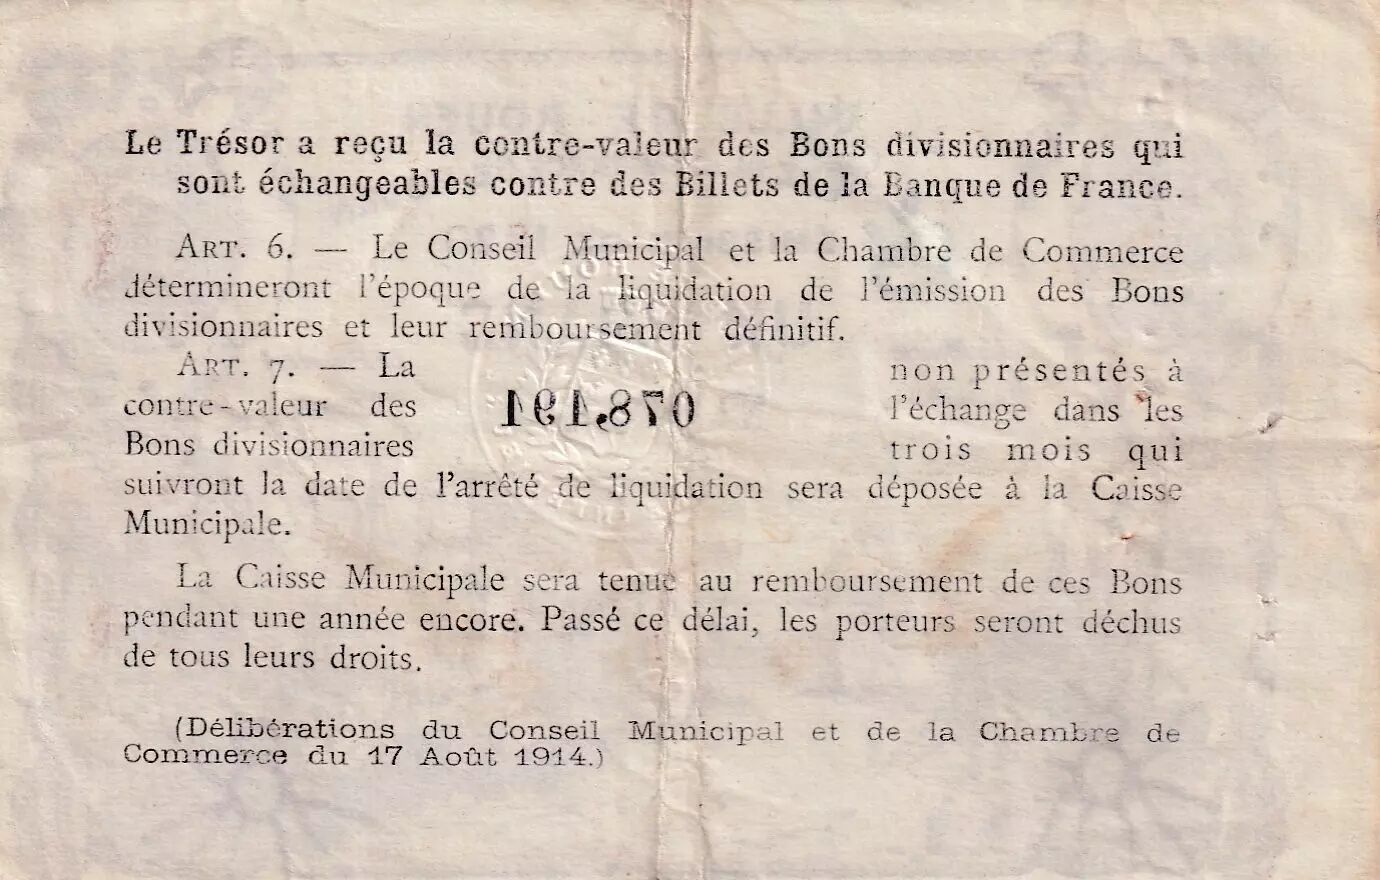 Le Trésor a reçu la contre-valeur des Bons divisionnaires qui
sont échangeables contre des Billets de la Banque de France.
ART. 6. — Le Conseil Municipal et la Chambre de Commerce
détermineront l'époque de la liquidation de l'émission des Bons
divisionnaires et leur remboursement définitif.
ART. 7. — La non présentés à
contre-valeur des l'échange dans les
Bons divisionnaires trois mois qui
suivront la date de l'arrêté de liquidation sera déposée à la Caisse
Municipale.
La Caisse Municipale sera tenue au remboursement de ces Bons
pendant une année encore. Passé ce délai, les porteurs seront déchus
de tous leurs droits.
(Délibérations du Conseil Municipal et de la Chambre de
Commerce du 17 Août 1914.)